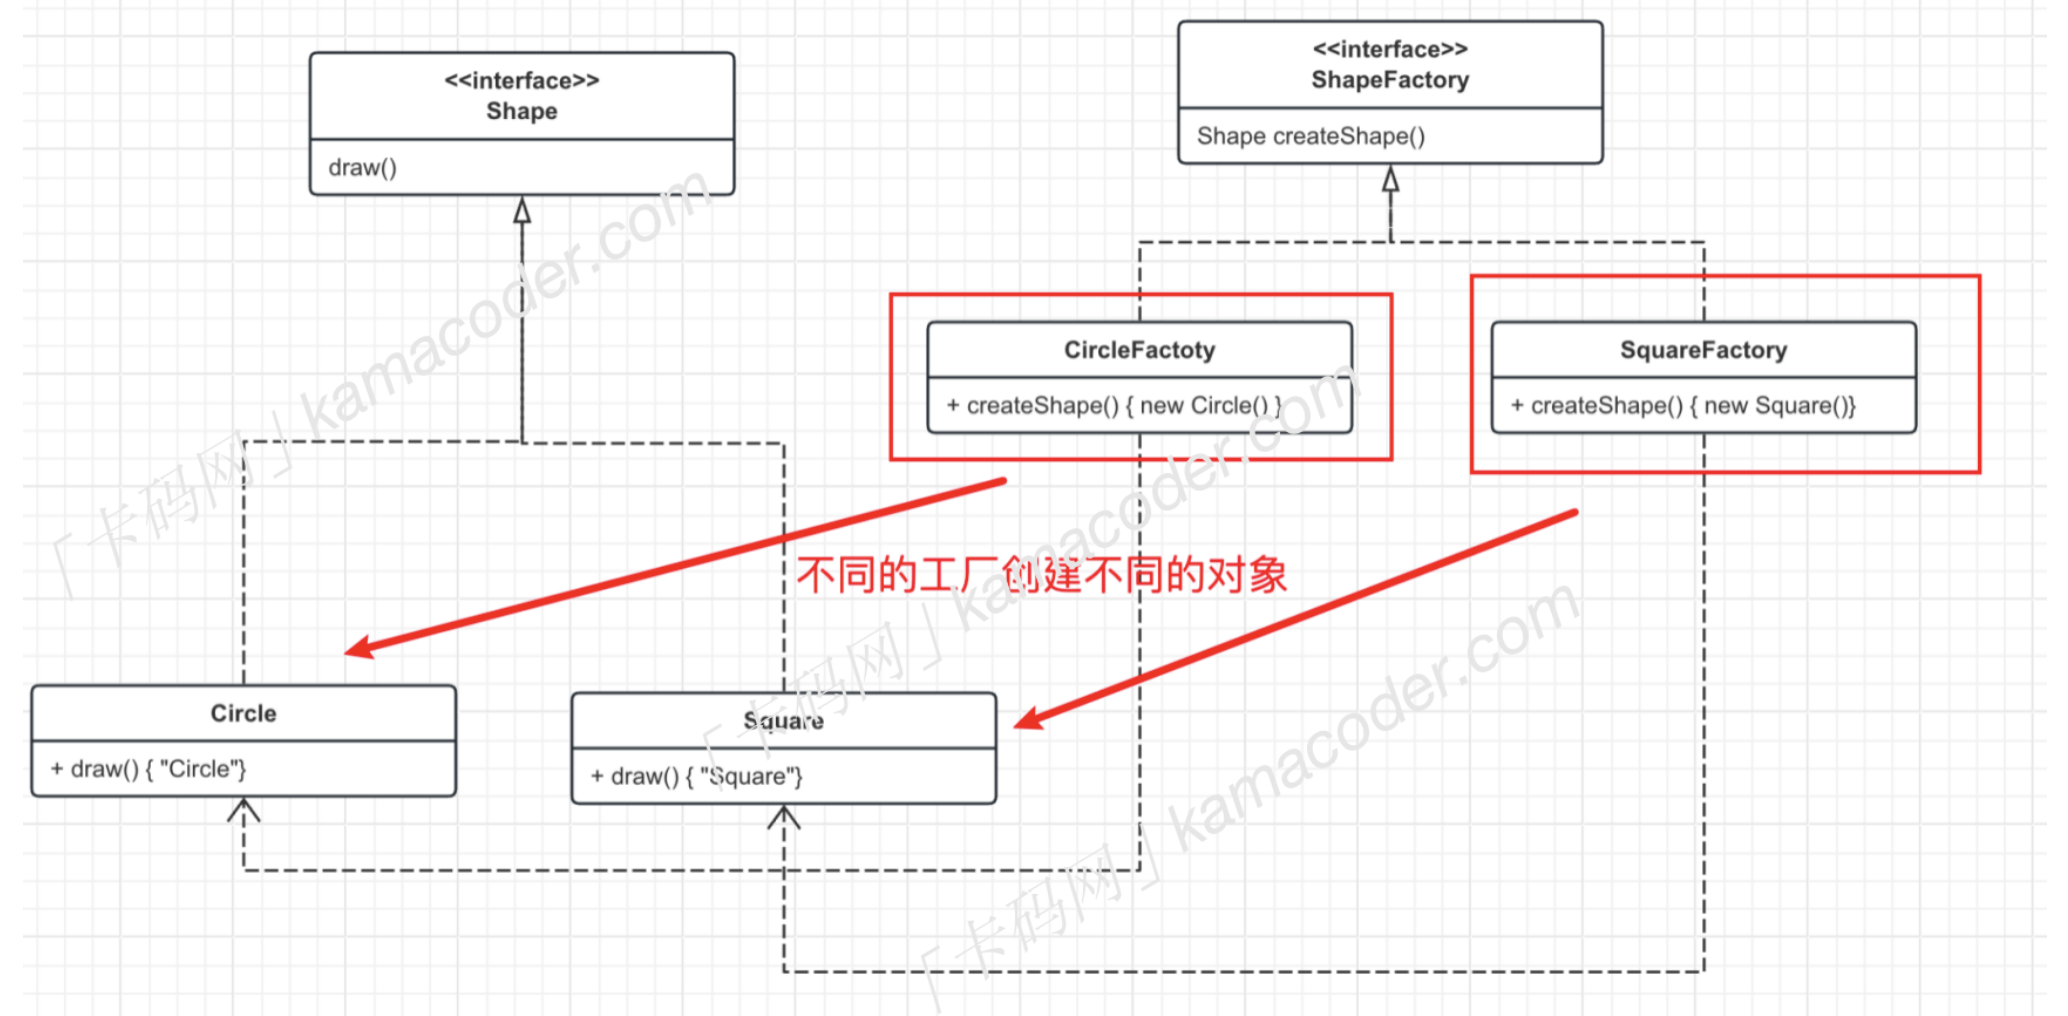 <<interface>>
Shape
draw()
<<interface>>
ShapeFactory
Shape createShape()
CircleFactoty
+ createShape() { new Circle() }
SquareFactory
+ createShape() { new Square()}
不同的工厂创建不同的对象
Circle
+ draw() { "Circle"}
Square
+ draw() { "Square"}
「卡码网」kamacoder.com
「卡码网」kamacoder.com
「卡码网」kamacoder.com